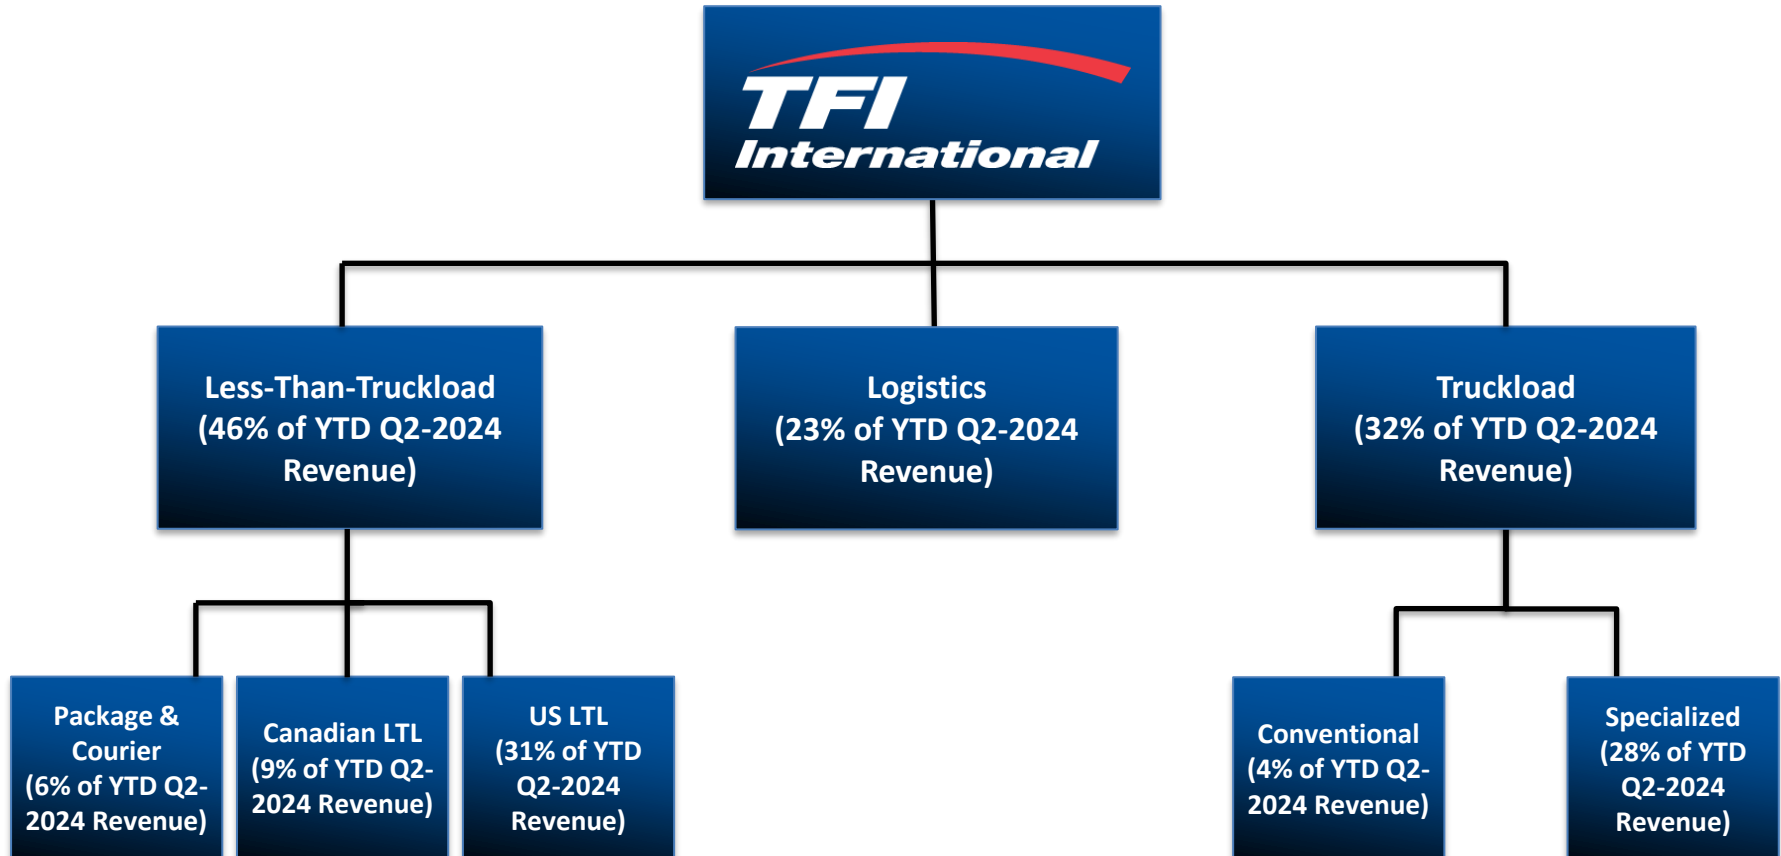 TFI
International
Less-Than-Truckload
(46% of YTD Q2-2024
Revenue)
Logistics
(23% of YTD Q2-2024
Revenue)
Truckload
(32% of YTD Q2-2024
Revenue)
Package &
Courier
(6% of YTD Q2-
2024 Revenue)
Canadian LTL
(9% of YTD Q2-
2024 Revenue)
US LTL
(31% of YTD
Q2-2024
Revenue)
Conventional
(4% of YTD Q2-
2024 Revenue)
Specialized
(28% of YTD
Q2-2024
Revenue)